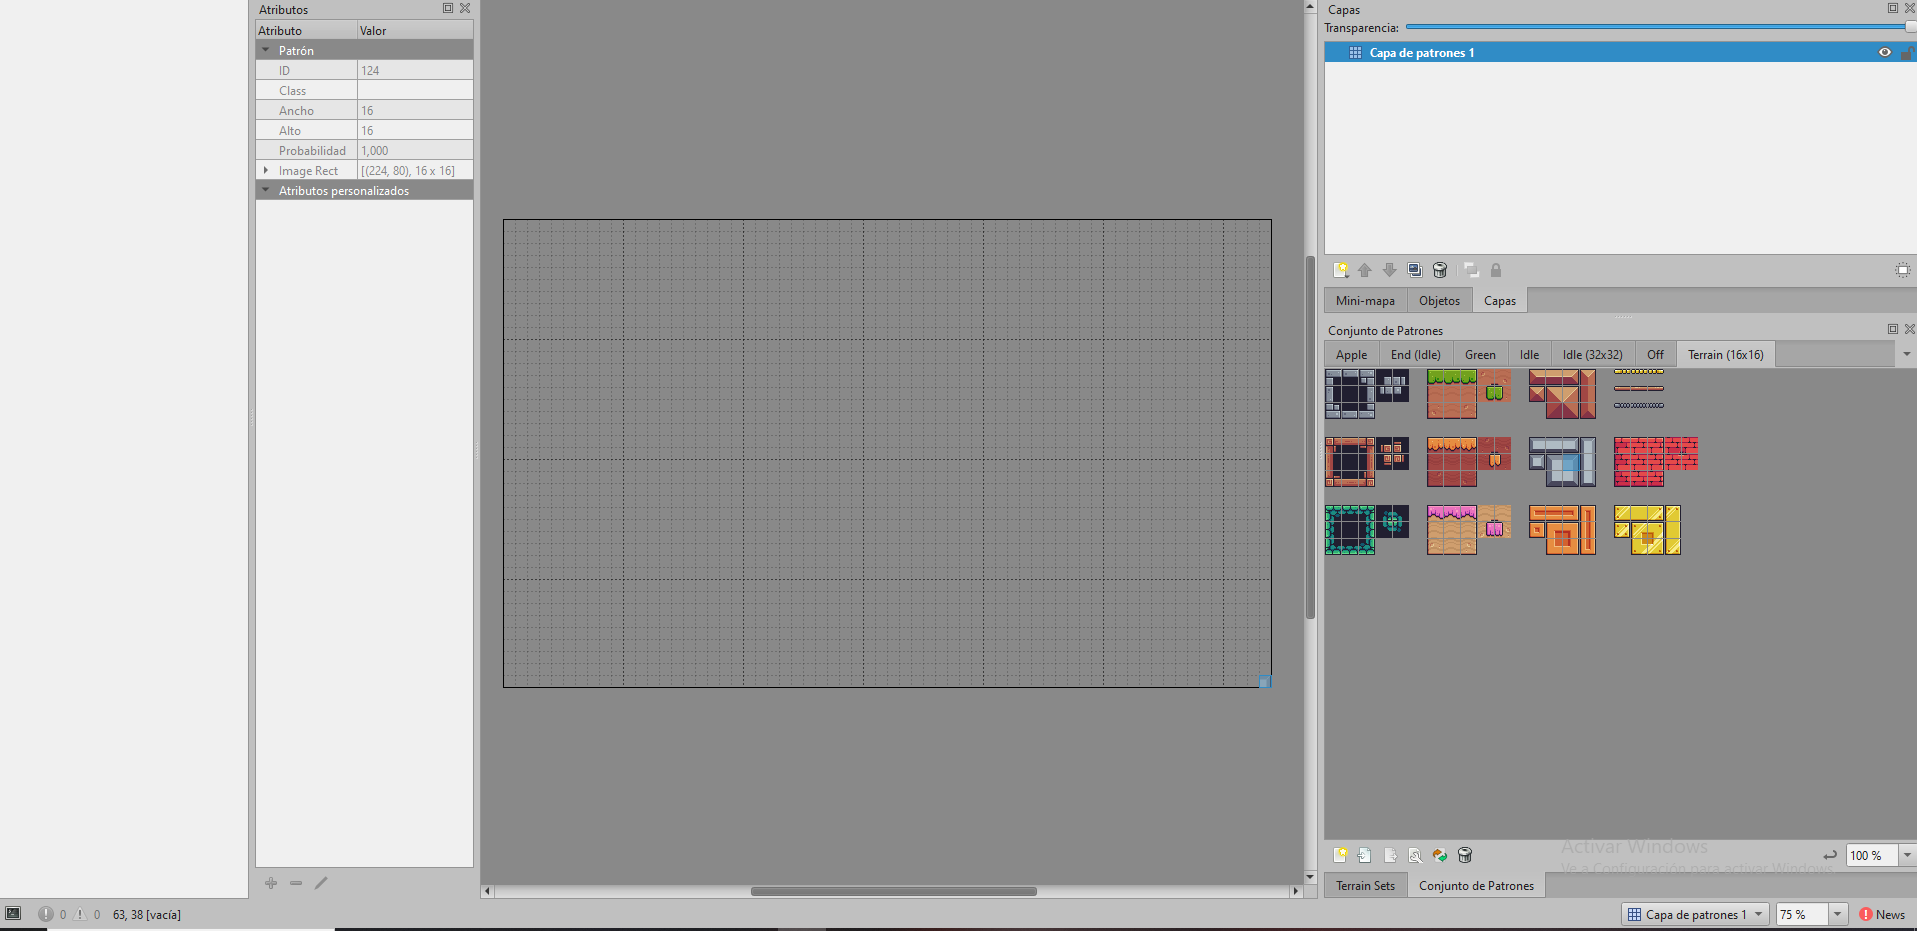 Atributos
Atributo Valor
Patrón
ID 124
Class
Ancho 16
Alto 16
Probabilidad 1,000
Image Rect [(224, 80), 16 x 16]
Atributos personalizados
Capas
Transparencia:
Capa de patrones 1
Mini-mapa Objetos Capas
Conjunto de Patrones
Apple End (Idle) Green Idle Idle (32x32) Off Terrain (16x16)
Activar Windows
Ve a Configuración para activar Windows.
100 %
Terrain Sets Conjunto de Patrones
0 0 63, 38 [vacía]
Capa de patrones 1 75 % News